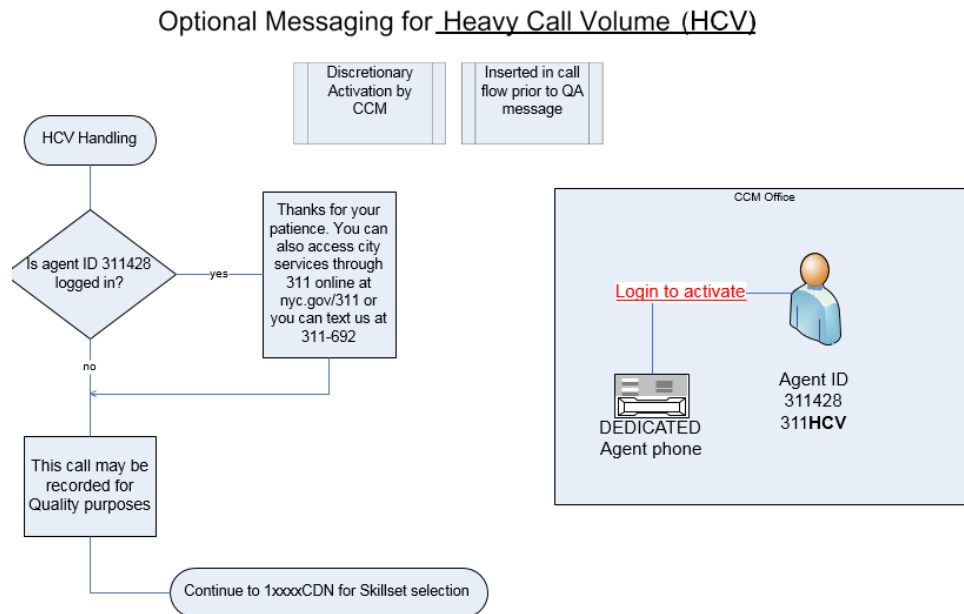 Optional Messaging for Heavy Call Volume (HCV)
Discretionary
Activation by
CCM
Inserted in call
flow prior to QA
message
HCV Handling
Is agent ID 311428
logged in?
yes
no
Thanks for your
patience. You can
also access city
services through
311 online at
nyc.gov/311 or
you can text us at
311-692
This call may be
recorded for
Quality purposes
Continue to 1xxxxCDN for Skillset selection
CCM Office
Login to activate
DEDICATED
Agent phone
Agent ID
311428
311HCV